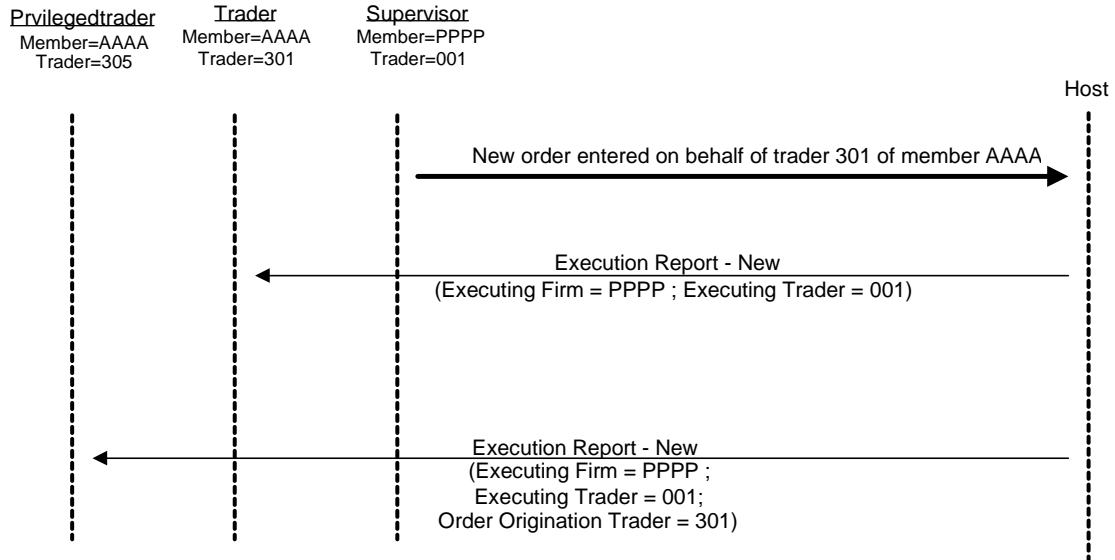 Prvilegedtrader
Member=AAAA
Trader=305
Trader
Member=AAAA
Trader=301
Supervisor
Member=PPPP
Trader=001
Host
New order entered on behalf of trader 301 of member AAAA
Execution Report - New
(Executing Firm = PPPP ; Executing Trader = 001)
Execution Report - New
(Executing Firm = PPPP ;
Executing Trader = 001;
Order Origination Trader = 301)